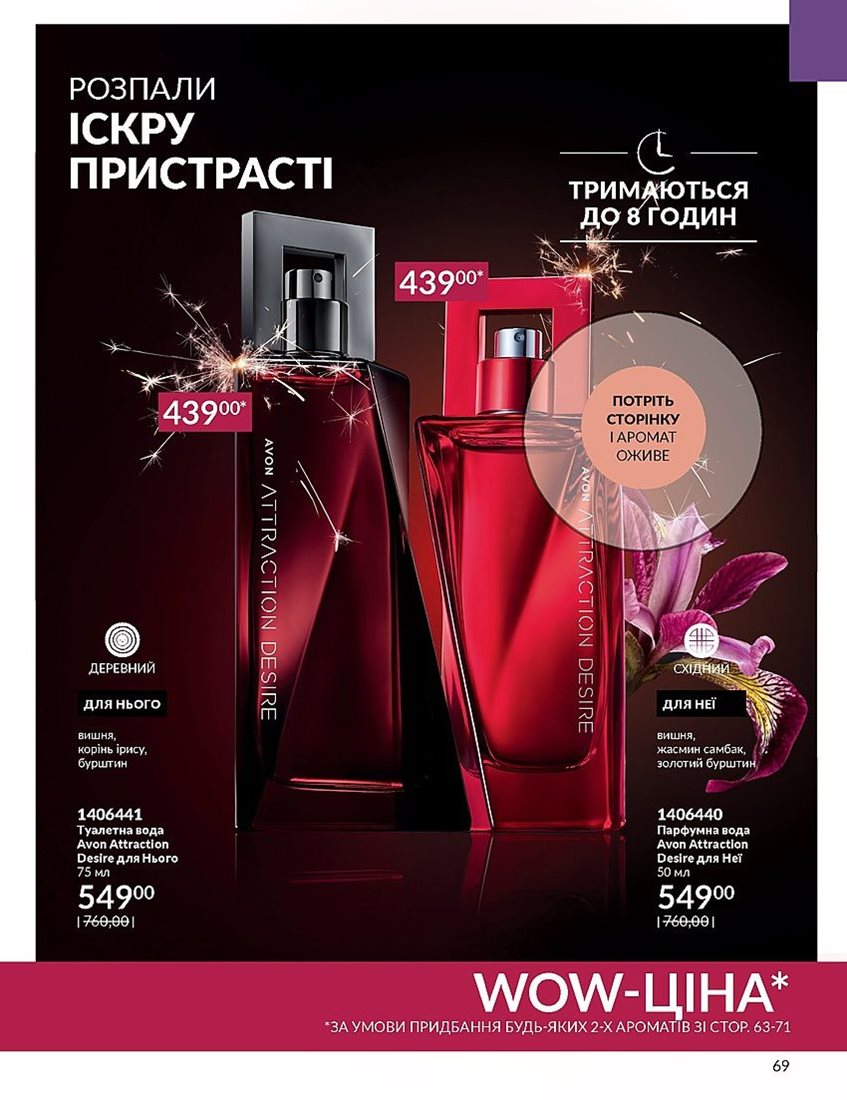 РОЗПАЛИ
ІСКРУ
ПРИСТРАСТІ
ТРИМАЮТЬСЯ
ДО 8 ГОДИН
43900*
43900*
ПОТРІТЬ
СТОРІНКУ
І АРОМАТ
ОЖИВЕ
AVON ATTRACTION DESIRE
AVON ATTRACTION DESIRE
ДЕРЕВНИЙ
ДЛЯ НЬОГО
вишня,
корінь ірису,
бурштин
1406441
Туалетна вода
Avon Attraction
Desire для Нього
75 мл
54900
| 760,00 |
СХІДНИЙ
ДЛЯ НЕЇ
вишня,
жасмин самбак,
золотий бурштин
1406440
Парфумна вода
Avon Attraction
Desire для Неї
50 мл
54900
| 760,00 |
WOW-ЦІНА*
*ЗА УМОВИ ПРИДБАННЯ БУДЬ-ЯКИХ 2-Х АРОМАТІВ ЗІ СТОР. 63-71
69